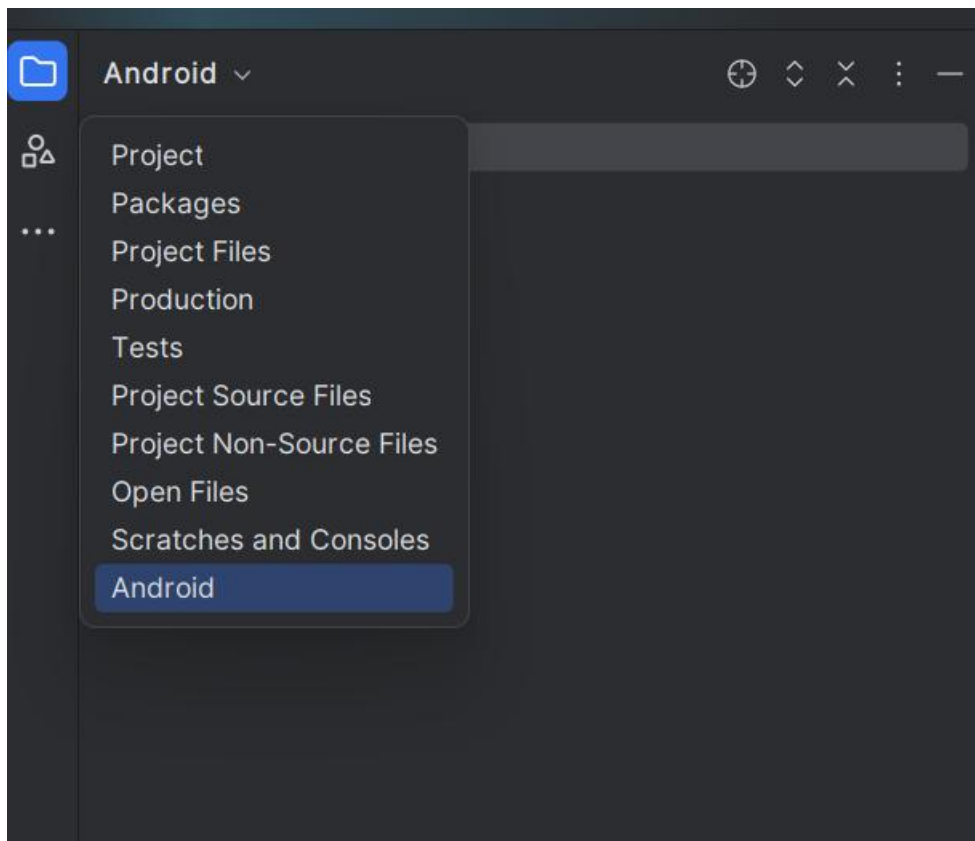 Android
Project
Packages
Project Files
Production
Tests
Project Source Files
Project Non-Source Files
Open Files
Scratches and Consoles
Android